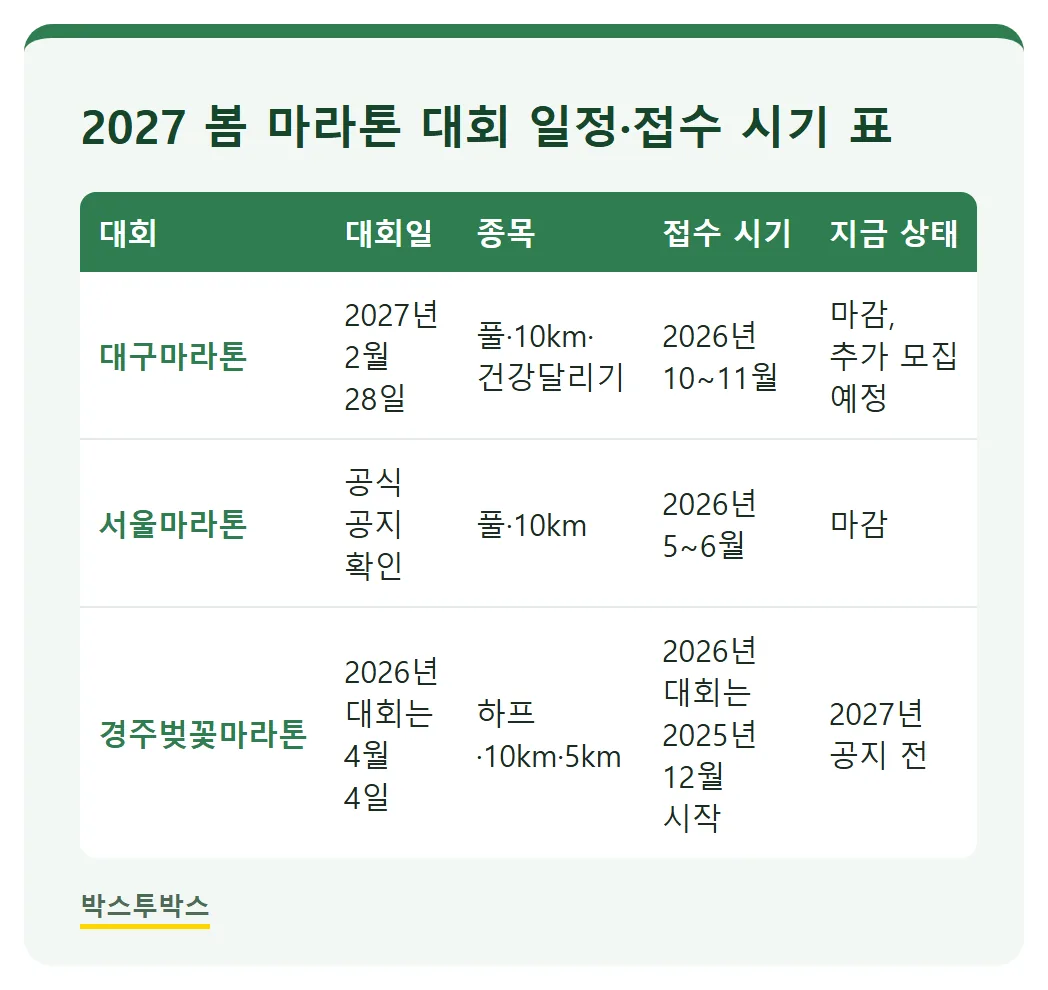 2027 봄 마라톤 대회 일정·접수 시기 표
대회
대회일
종목
접수 시기
지금 상태
대구마라톤
2027년
2월
28일
풀·10km·
건강달리기
2026년
10~11월
마감,
추가 모집
예정
서울마라톤
공식
공지
확인
풀·10km
2026년
5~6월
마감
경주벚꽃마라톤
2026년
대회는
4월
4일
하프
·10km·5km
2026년
대회는
2025년
12월
시작
2027년
공지 전
박스투박스